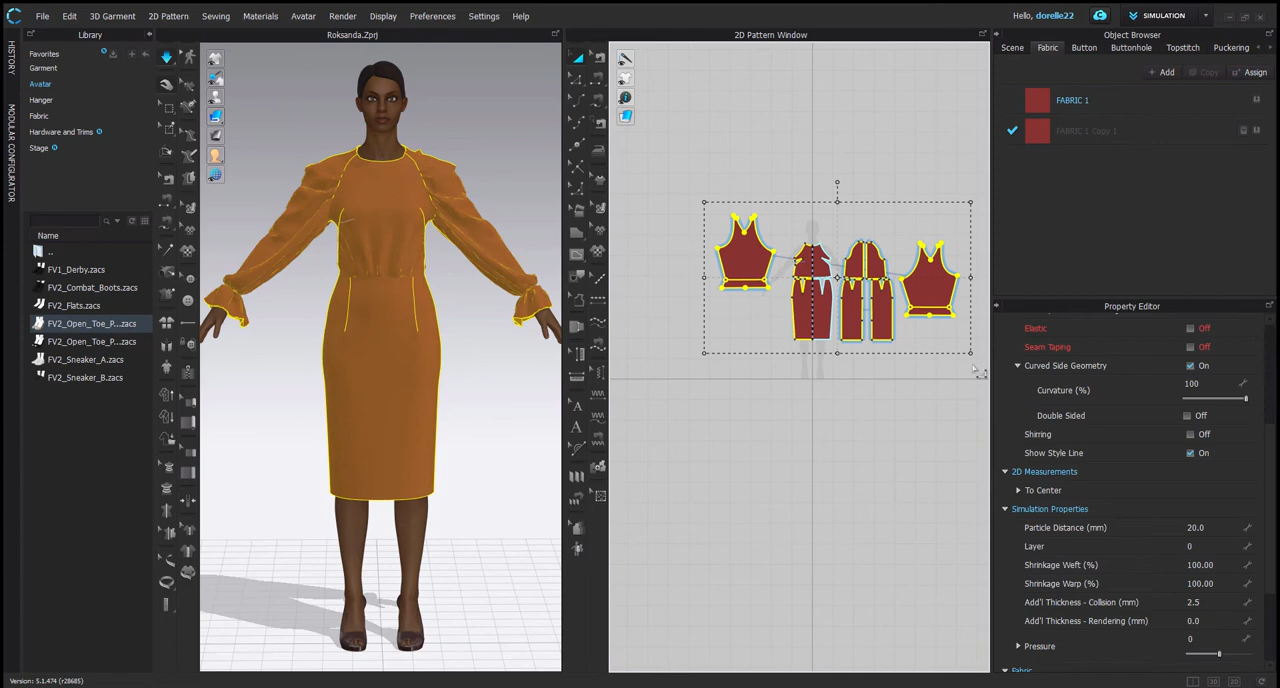 File Edit 3D Garment 2D Pattern Sewing Materials Avatar Render Display Preferences Settings Help
Hello, dorelle22
SIMULATION
Library
Roksanda.Zprj
2D Pattern Window
Object Browser
HISTORY
MODULAR CONFIGURATOR
Favorites
Garment
Avatar
Hanger
Fabric
Hardware and Trims
Stage
Name
..
FV1_Derby.zacs
FV2_Combat_Boots.zacs
FV2_Flats.zacs
FV2_Open_Toe_P...zacs
FV2_Open_Toe_P...zacs
FV2_Sneaker_A.zacs
FV2_Sneaker_B.zacs
A
A
Scene Fabric Button Buttonhole Topstitch Puckering
+ Add Copy Assign
FABRIC 1
FABRIC 1 Copy 1
Property Editor
Elastic Off
Seam Taping Off
Curved Side Geometry On
Curvature (%) 100
Double Sided Off
Shirring Off
Show Style Line On
2D Measurements
To Center
Simulation Properties
Particle Distance (mm) 20.0
Layer 0
Shrinkage Weft (%) 100.00
Shrinkage Warp (%) 100.00
Add'l Thickness - Collision (mm) 2.5
Add'l Thickness - Rendering (mm) 0.0
Pressure 0
Fabric
Version: 5.1.474 (r28685)
3D 2D